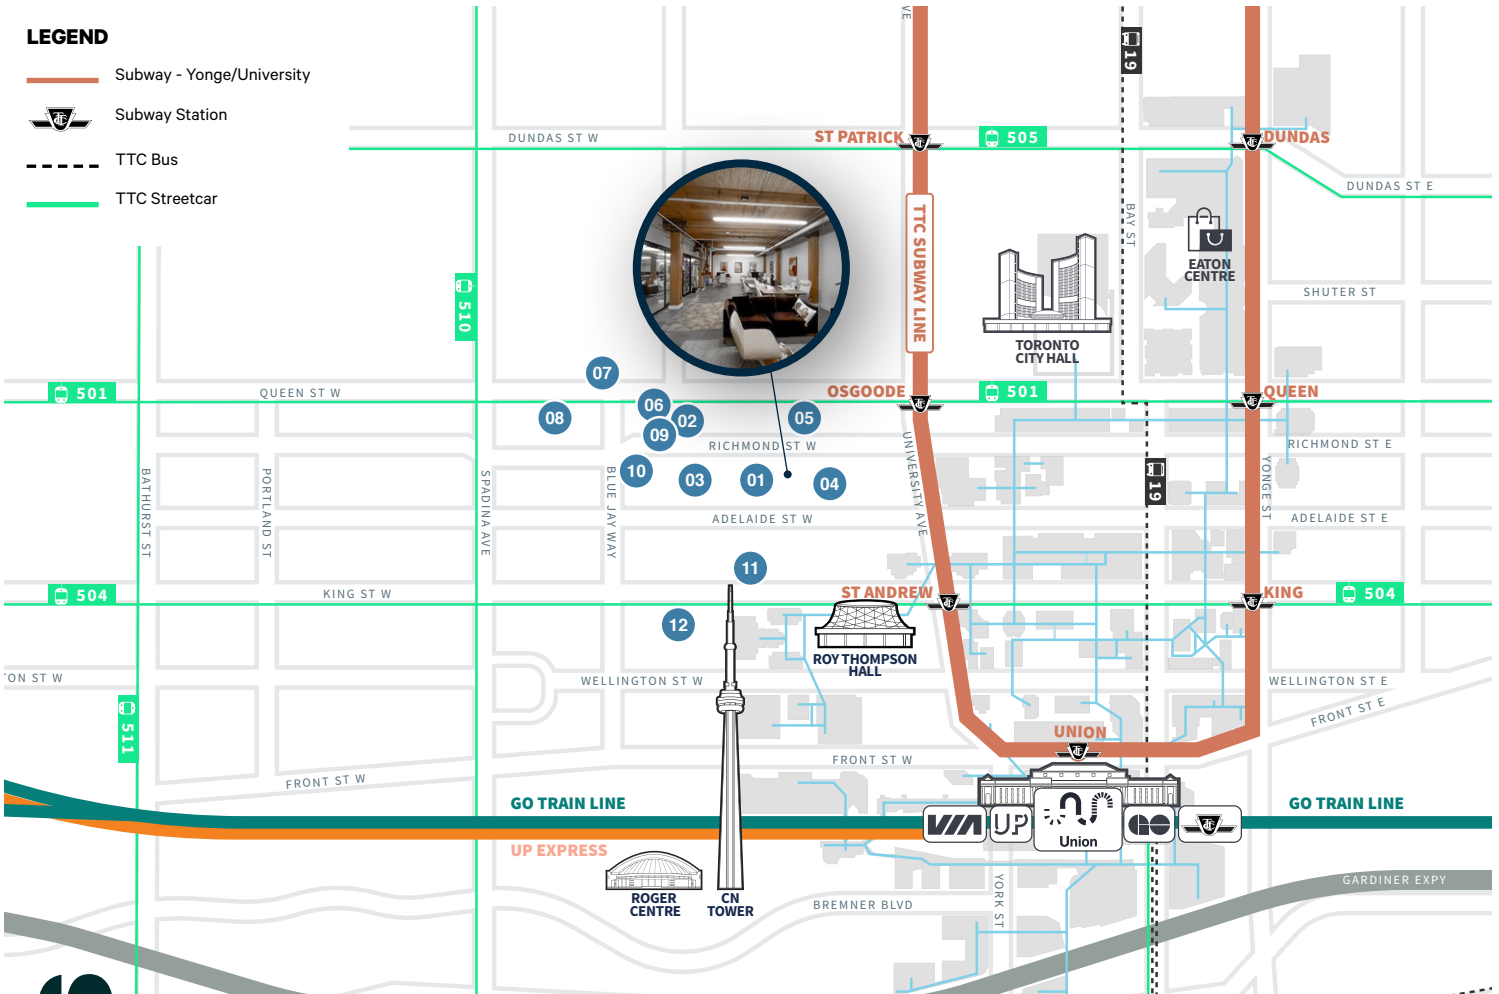 LEGEND
Subway - Yonge/University
Subway Station
TTC Bus
TTC Streetcar
VE
19
DUNDAS ST W
ST PATRICK
505
DUNDAS
DUNDAS ST E
TTC SUBWAY LINE
BAY ST
EATON
CENTRE
510
SHUTER ST
TORONTO
CITY HALL
07
501
QUEEN ST W
08
06
02
09
05
OSGOODE
501
QUEEN
RICHMOND ST W
RICHMOND ST E
UNIVERSITY AVE
10
03
01
04
19
YONGE ST
BATHURST ST
PORTLAND ST
SPADINA AVE
BLUE JAY WAY
ADELAIDE ST W
ADELAIDE ST E
11
504
KING ST W
ST ANDREW
KING
504
12
ROY THOMPSON
HALL
TON ST W
WELLINGTON ST W
WELLINGTON ST E
511
FRONT ST E
UNION
FRONT ST W
FRONT ST W
GO TRAIN LINE
GO TRAIN LINE
VIA
UP
Union
GO
UP EXPRESS
ROGER
CENTRE
CN
TOWER
BREMNER BLVD
YORK ST
GARDINER EXPY